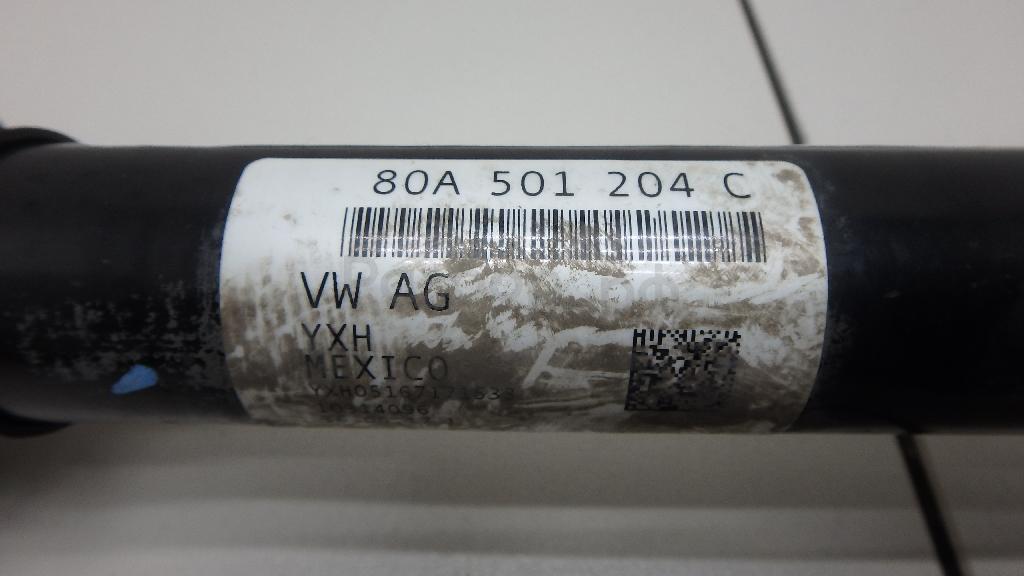 80A 501 204 C
VW AG
YXH
MEXICO